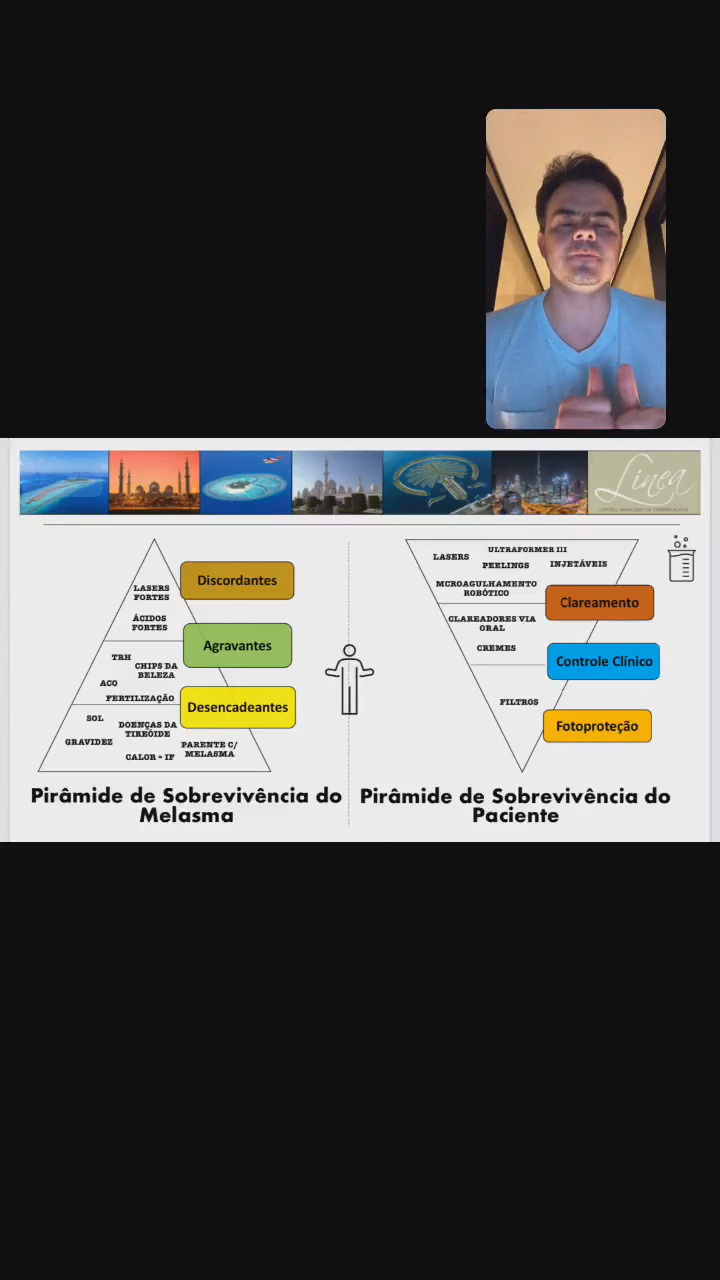 Linea
Discordantes
LASERS
FORTES
ÁCIDOS
FORTES
Agravantes
TRH
CHIPS DA
BELEZA
ACO
FERTILIZAÇÃO
Desencadeantes
SOL
DOENÇAS DA
TIREÓIDE
GRAVIDEZ
PARENTE C/
MELASMA
CALOR = IF
Pirâmide de Sobrevivência do
Melasma
ULTRAFORMER III
LASERS
PEELINGS
INJETÁVEIS
MCROAGULHAMENTO
ROBÓTICO
Clareamento
CLAREADORES VIA
ORAL
CREMES
Controle Clínico
FILTROS
Fotoproteção
Pirâmide de Sobrevivência do
Paciente